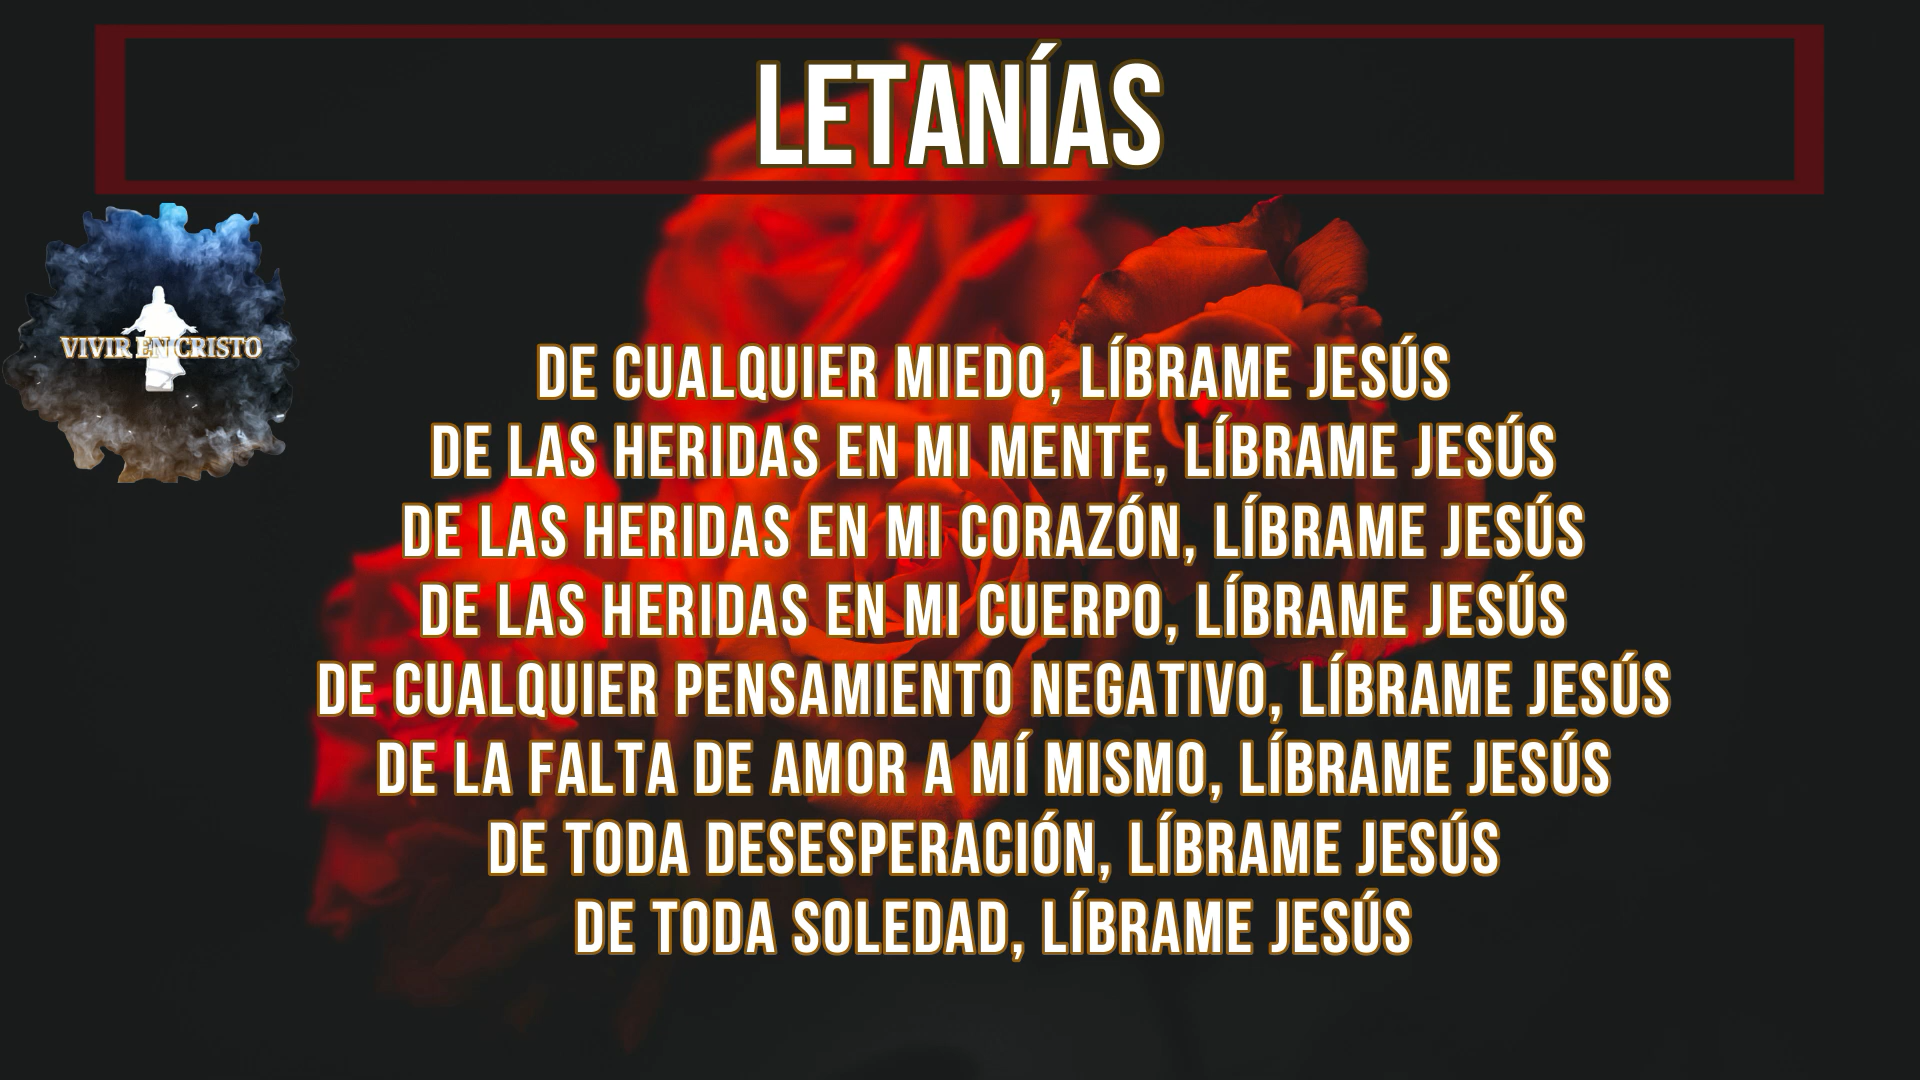 LETANÍAS
VIVIR EN CRISTO
DE CUALQUIER MIEDO, LÍBRAME JESÚS
DE LAS HERIDAS EN MI MENTE, LÍBRAME JESÚS
DE LAS HERIDAS EN MI CORAZÓN, LÍBRAME JESÚS
DE LAS HERIDAS EN MI CUERPO, LÍBRAME JESÚS
DE CUALQUIER PENSAMIENTO NEGATIVO, LÍBRAME JESÚS
DE LA FALTA DE AMOR A MÍ MISMO, LÍBRAME JESÚS
DE TODA DESESPERACIÓN, LÍBRAME JESÚS
DE TODA SOLEDAD, LÍBRAME JESÚS